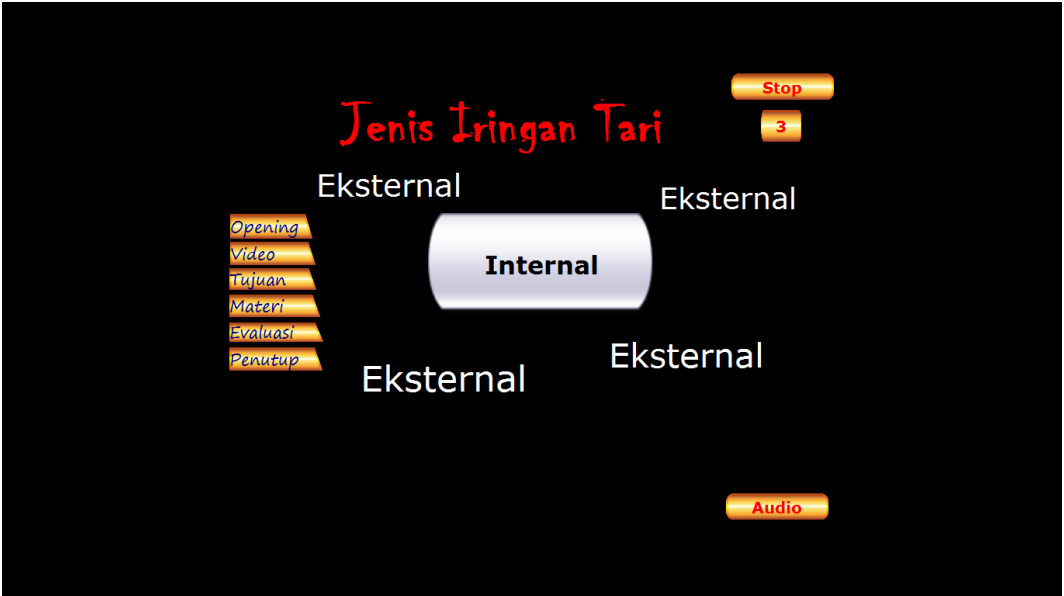 Stop
Jenis Iringan Tari
3
Eksternal
Eksternal
Internal
Opening
Video
Tujuan
Materi
Evaluasi
Penutup
Eksternal
Eksternal
Audio